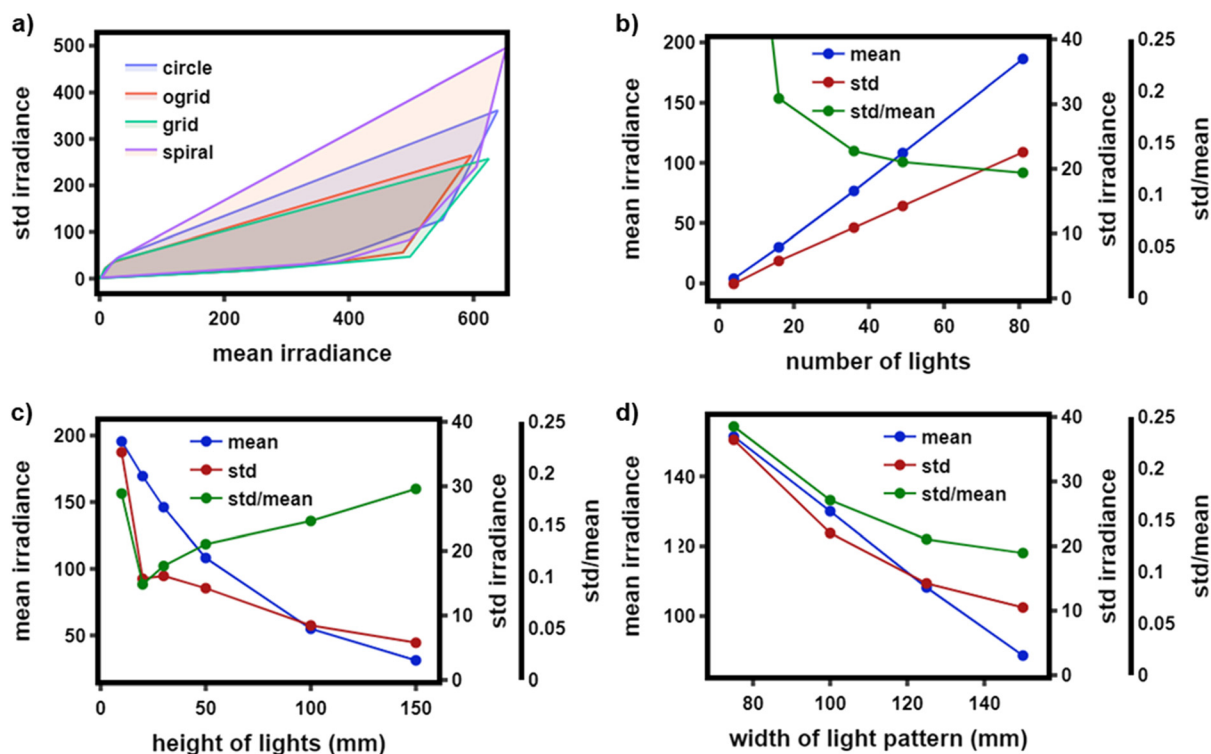 a)
500
400
300
200
100
0
std irradiance
circle
ogrid
grid
spiral
0
200
400
600
mean irradiance
b)
200
150
100
50
0
mean irradiance
mean
std
std/mean
40
30
20
10
0
std irradiance
0.25
0.2
0.15
0.1
0.05
0
std/mean
0
20
40
60
80
number of lights
c)
200
150
100
50
mean irradiance
mean
std
std/mean
40
30
20
10
0
std irradiance
0.25
0.2
0.15
0.1
0.05
0
std/mean
0
50
100
150
height of lights (mm)
d)
140
120
100
mean irradiance
mean
std
std/mean
40
30
20
10
0
std irradiance
0.25
0.2
0.15
0.1
0.05
0
std/mean
80
100
120
140
width of light pattern (mm)